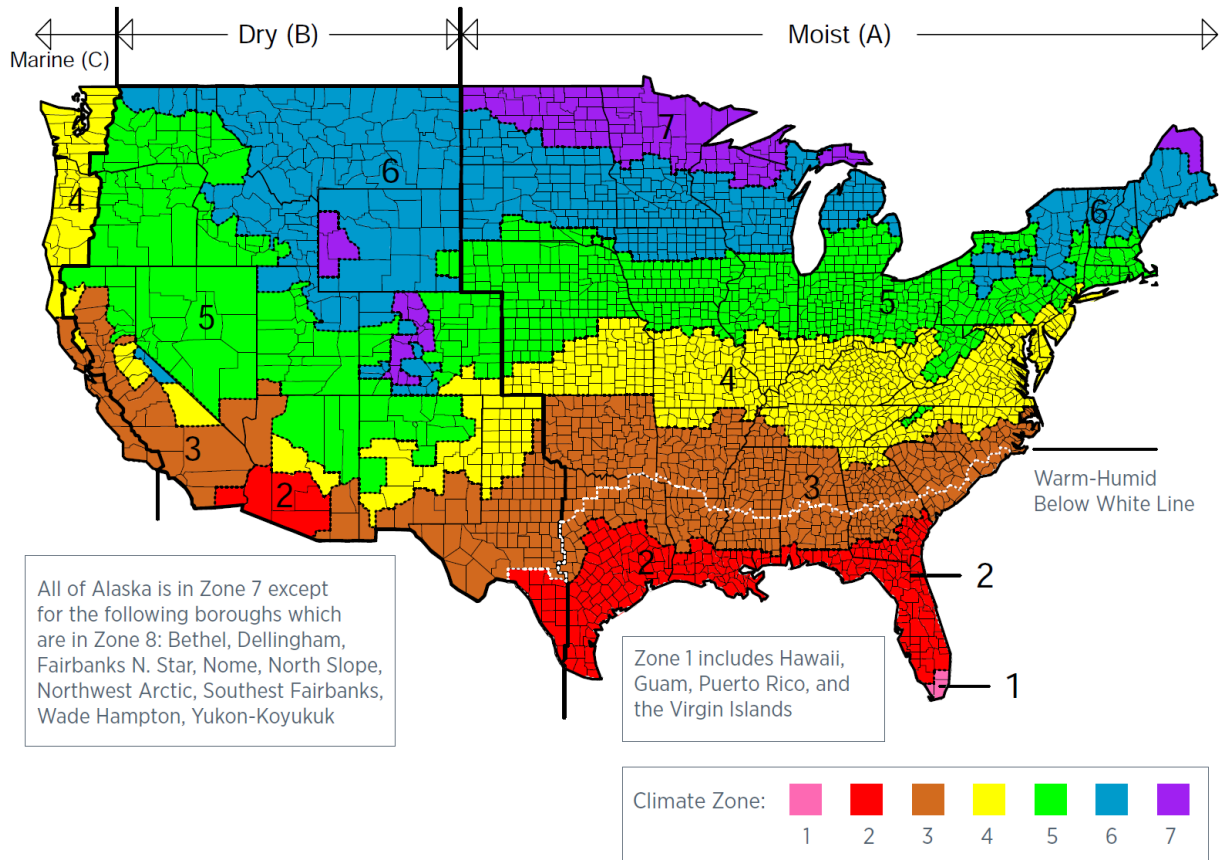 Dry (B)
Moist (A)
Marine (C)
7
6
4
6
5
5
4
3
3
2
2
Warm-Humid
Below White Line
2
1
All of Alaska is in Zone 7 except
for the following boroughs which
are in Zone 8: Bethel, Dellingham,
Fairbanks N. Star, Nome, North Slope,
Northwest Arctic, Southest Fairbanks,
Wade Hampton, Yukon-Koyukuk
Zone 1 includes Hawaii,
Guam, Puerto Rico, and
the Virgin Islands
Climate Zone:
1 2 3 4 5 6 7